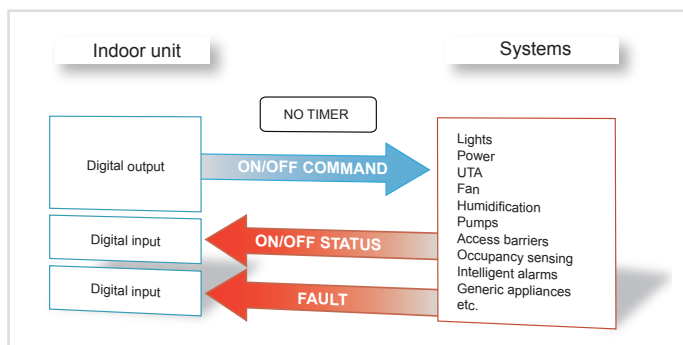 Indoor unit
Systems
NO TIMER
Digital output
ON/OFF COMMAND
Digital input
ON/OFF STATUS
Digital input
FAULT
Lights
Power
UTA
Fan
Humidification
Pumps
Access barriers
Occupancy sensing
Intelligent alarms
Generic appliances
etc.